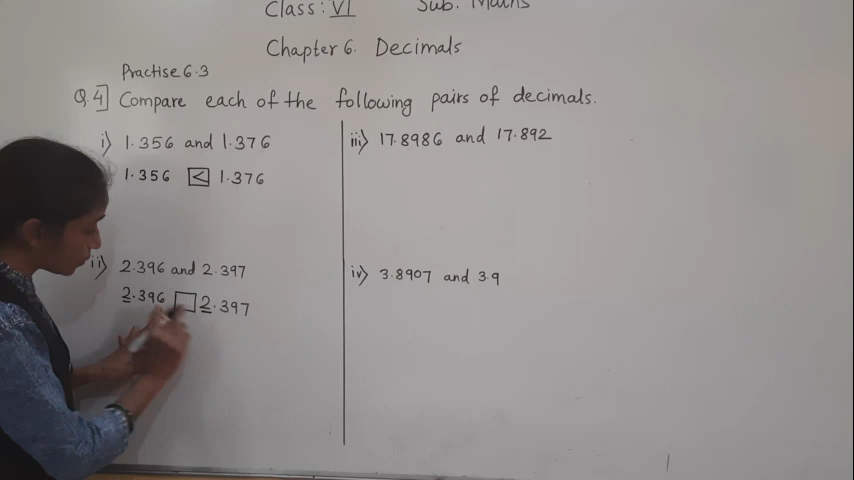 Class: VI Sub. Maths
Chapter 6. Decimals
Practise 6.3
Q.4] Compare each of the following pairs of decimals.
i) 1.356 and 1.376
1.356 < 1.376
ii) 2.396 and 2.397
2.396 2.397
iii) 17.8986 and 17.892
iv) 3.8907 and 3.9